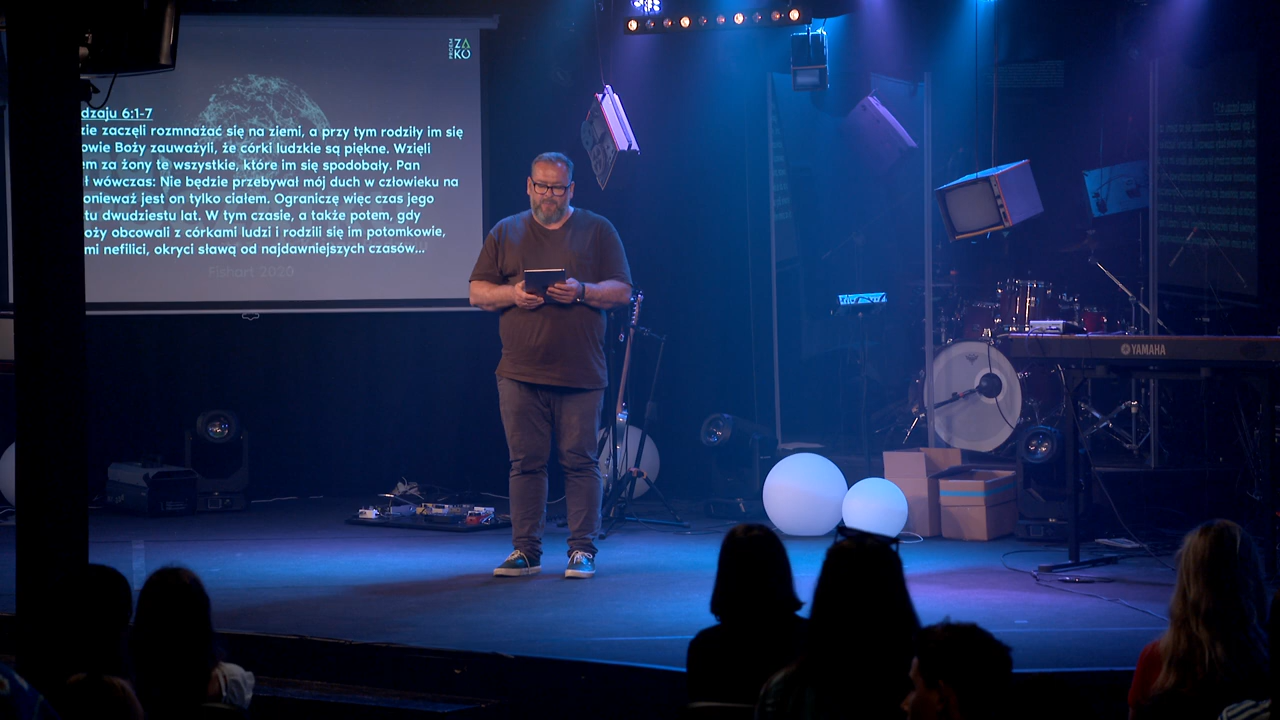 ZA
KÓ
dzaju 6:1-7
zie zaczęli rozmnażać się na ziemi, a przy tym rodziły im się
owie Boży zauważyli, że córki ludzkie są piękne. Wzięli
em za żony te wszystkie, które im się spodobały. Pan
ł wówczas: Nie będzie przebywał mój duch w człowieku na
onieważ jest on tylko ciałem. Ograniczę więc czas jego
tu dwudziestu lat. W tym czasie, a także potem, gdy
oży obcowali z córkami ludzi i rodzili się im potomkowie,
mi nefilici, okryci sławą od najdawniejszych czasów...
Fishart 2020
YAMAHA